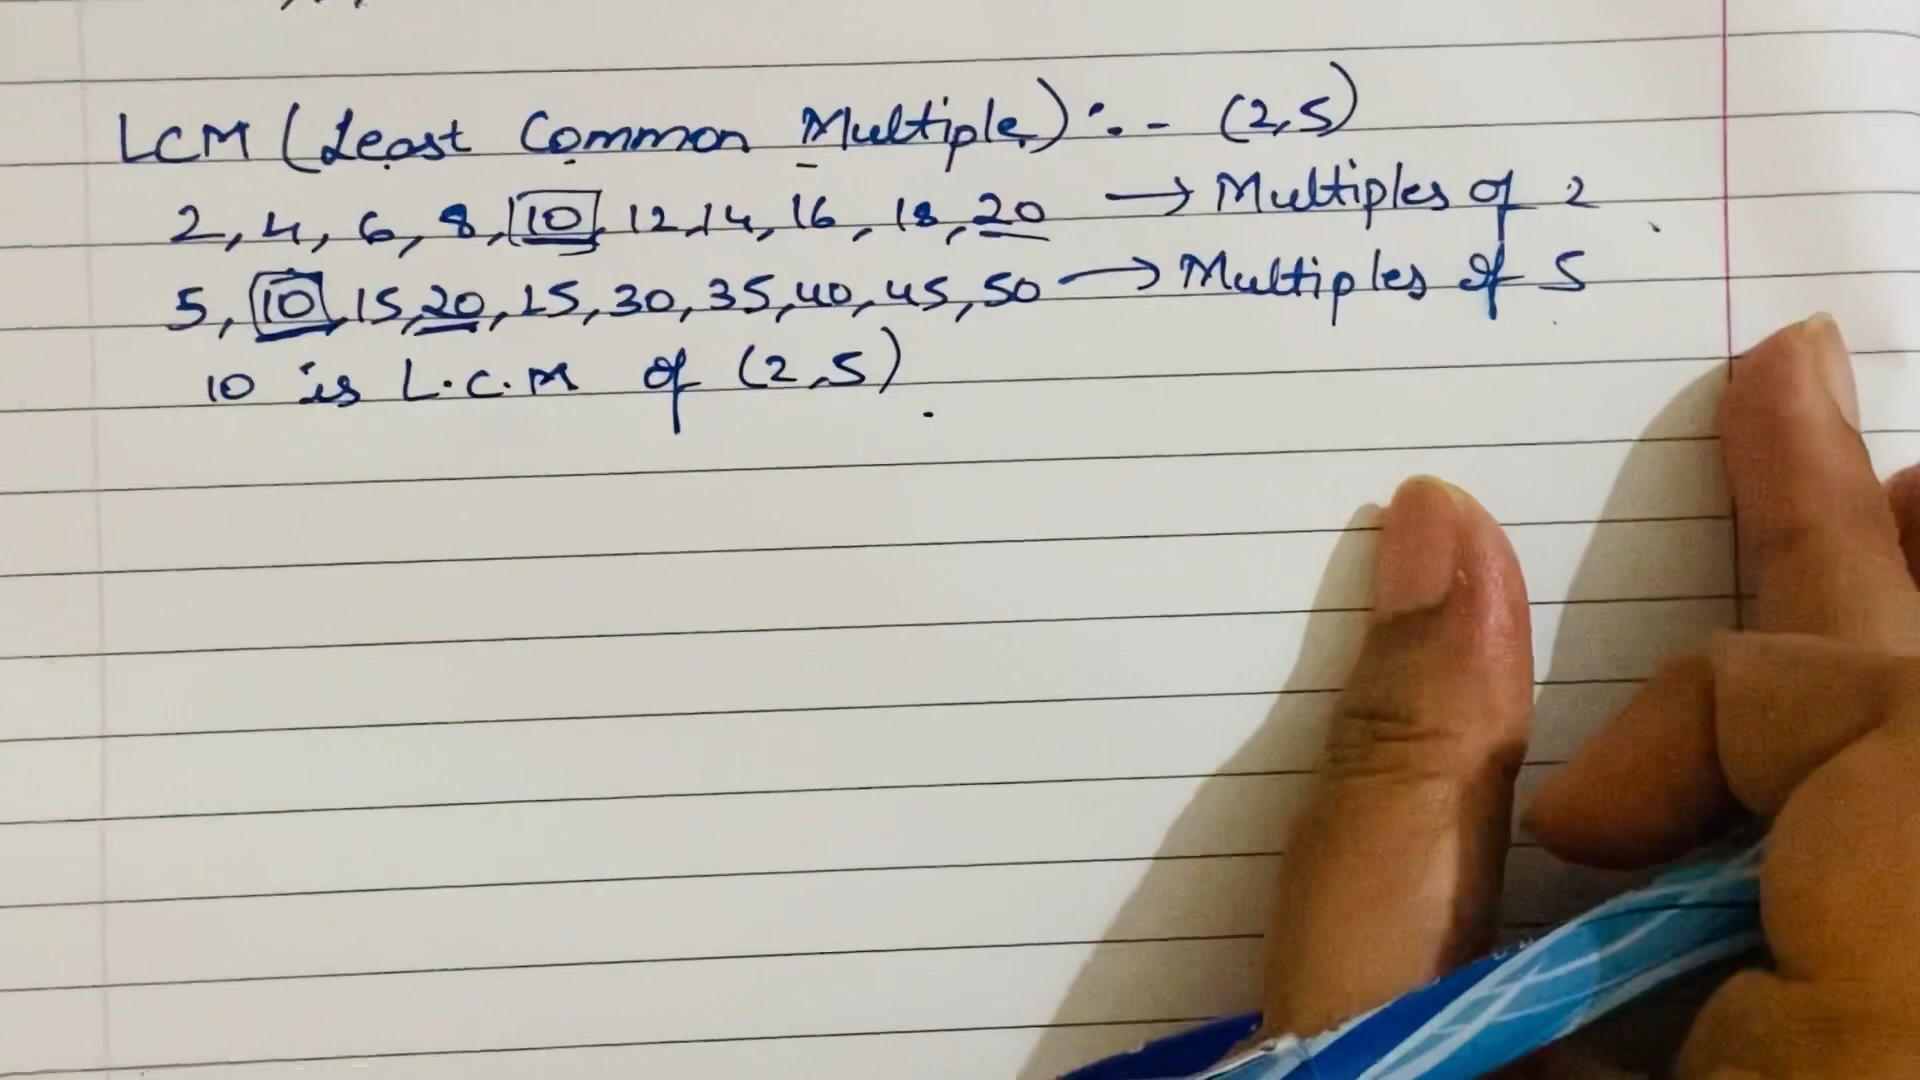 LCM (Least Common Multiple) :- (2,5)
2, 4, 6, 8, 10, 12, 14, 16, 18, 20 → Multiples of 2
5, 10, 15, 20, 25, 30, 35, 40, 45, 50 → Multiples of 5
10 is L.C.M of (2,5)